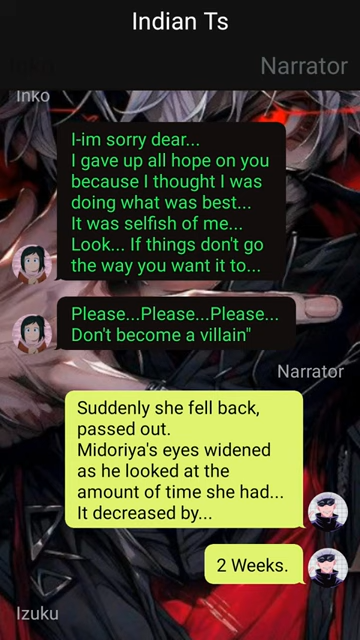 Indian Ts
Inko
Narrator
Inko
I-im sorry dear...
I gave up all hope on you
because I thought I was
doing what was best...
It was selfish of me...
Look... If things don't go
the way you want it to...
Please...Please...Please...
Don't become a villain"
Narrator
Suddenly she fell back,
passed out.
Midoriya's eyes widened
as he looked at the
amount of time she had...
It decreased by...
2 Weeks.
Izuku